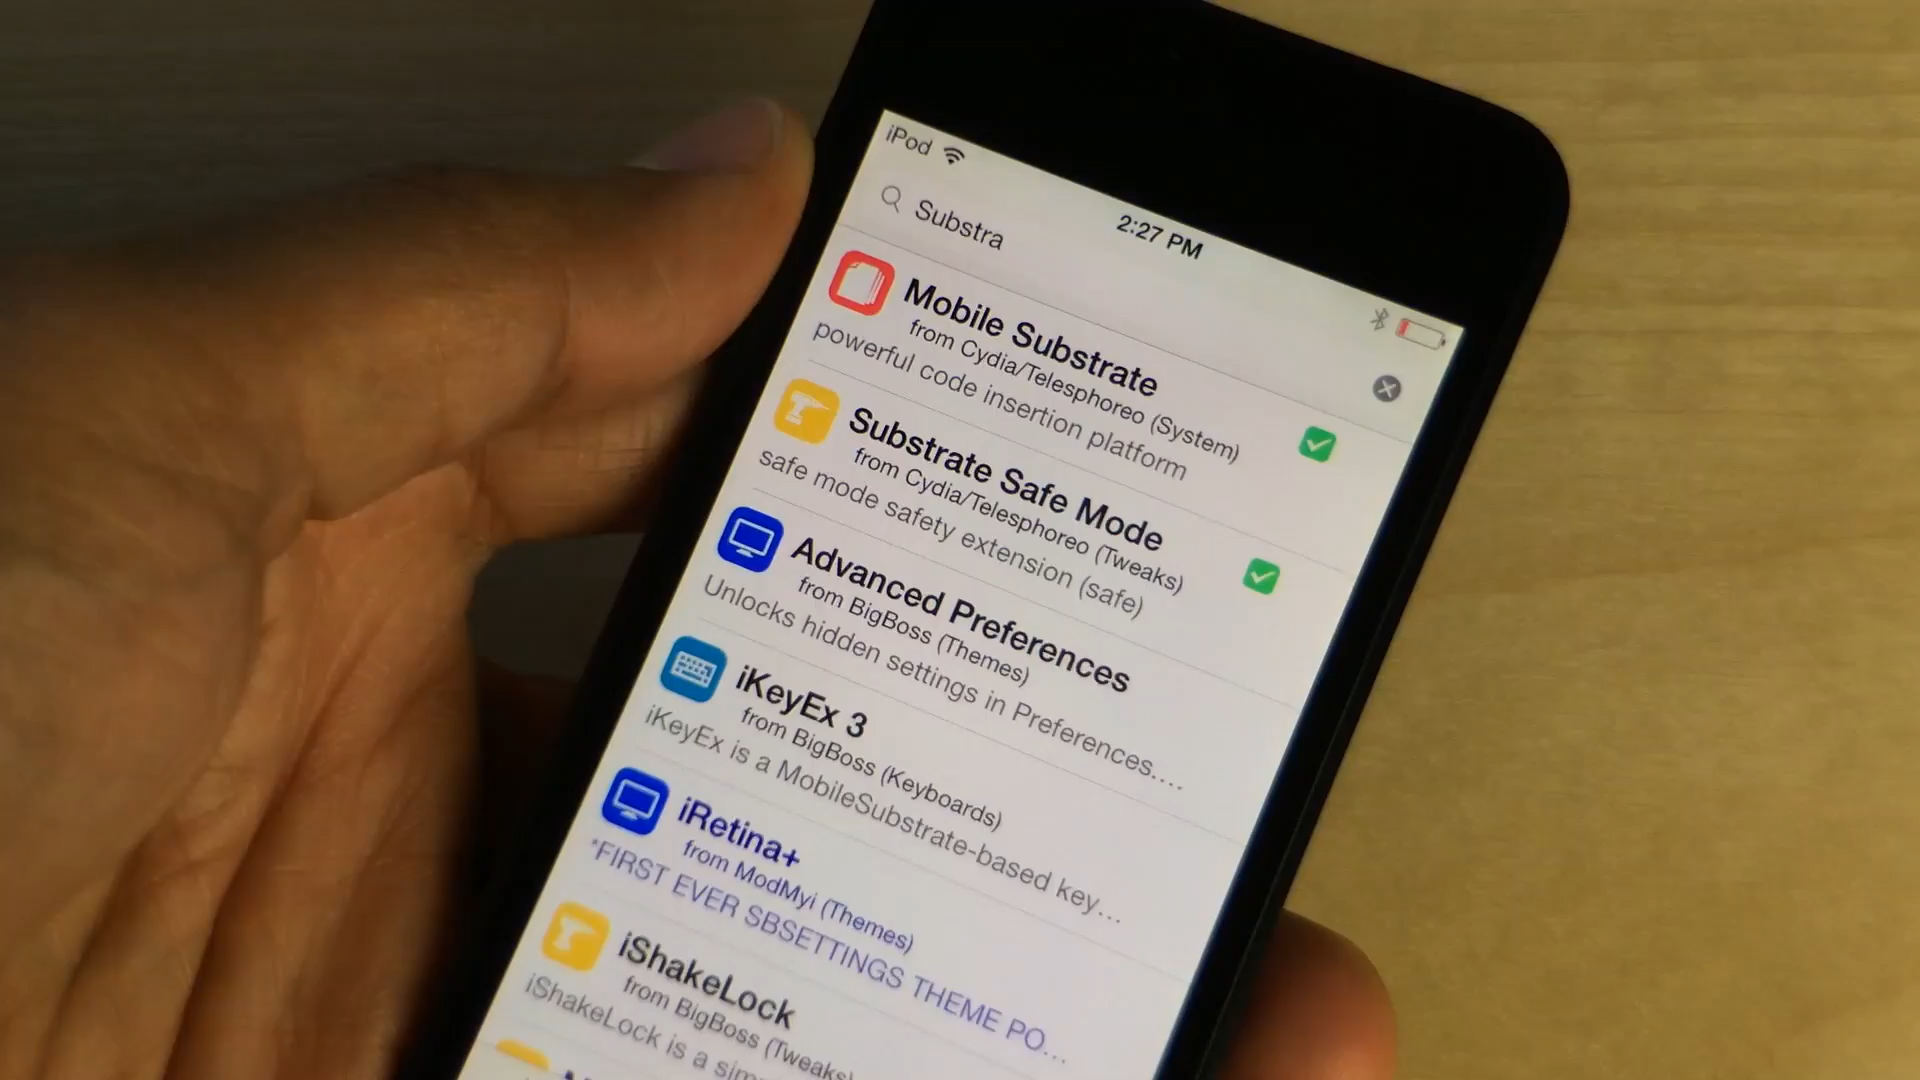 iPod
2:27 PM
Substra
Mobile Substrate
from Cydia/Telesphoreo (System)
powerful code insertion platform
Substrate Safe Mode
from Cydia/Telesphoreo (Tweaks)
safe mode safety extension (safe)
Advanced Preferences
from BigBoss (Themes)
Unlocks hidden settings in Preferences....
iKeyEx 3
from BigBoss (Keyboards)
iKeyEx is a MobileSubstrate-based key...
iRetina+
from ModMyi (Themes)
*FIRST EVER SBSETTINGS THEME PO...
iShakeLock
from BigBoss (Tweaks)
iShakeLock is a